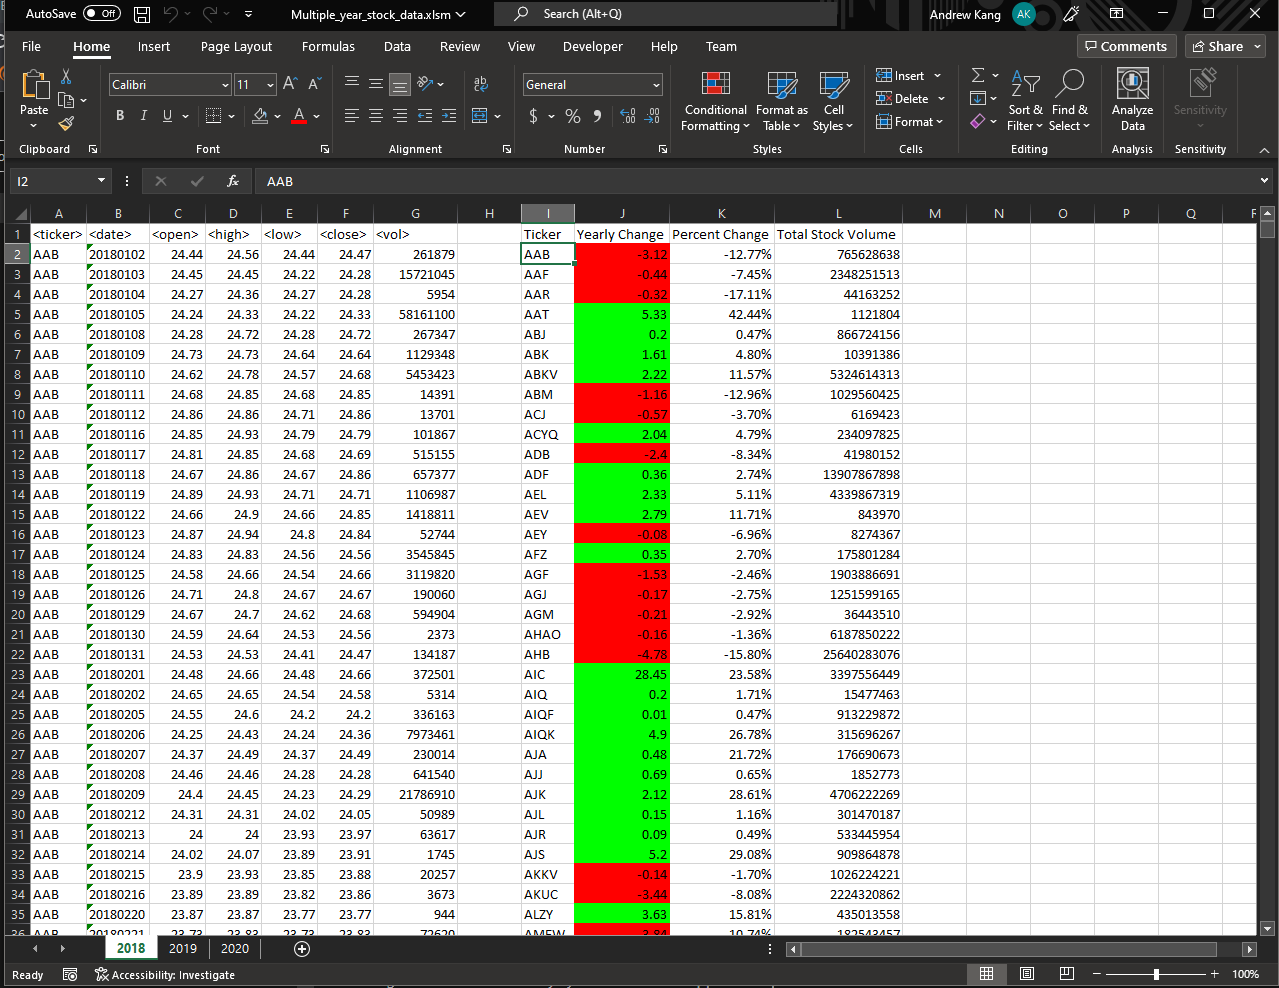 AutoSave Off Multiple_year_stock_data.xlsm Search (Alt+Q) Andrew Kang AK
File Home Insert Page Layout Formulas Data Review View Developer Help Team Comments Share
Paste Calibri 11 A A ab General Conditional Formatting Format as Table Cell Styles Insert Delete Format Sort & Filter Find & Select Analyze Data Sensitivity
B I U A $ % 9
Clipboard Font Alignment Number Styles Cells Editing Analysis Sensitivity
I2 fx AAB
A B C D E F G H I J K L M N O P Q
1 <ticker> <date> <open> <high> <low> <close> <vol> Ticker Yearly Change Percent Change Total Stock Volume
2 AAB 20180102 24.44 24.56 24.44 24.47 261879 AAB -3.12 -12.77% 765628638
3 AAB 20180103 24.45 24.45 24.22 24.28 15721045 AAF -0.44 -7.45% 2348251513
4 AAB 20180104 24.27 24.36 24.27 24.28 5954 AAR -0.32 -17.11% 44163252
5 AAB 20180105 24.24 24.33 24.22 24.33 58161100 AAT 5.33 42.44% 1121804
6 AAB 20180108 24.28 24.72 24.28 24.72 267347 ABJ 0.2 0.47% 866724156
7 AAB 20180109 24.73 24.73 24.64 24.64 1129348 ABK 1.61 4.80% 10391386
8 AAB 20180110 24.62 24.78 24.57 24.68 5453423 ABKV 2.22 11.57% 5324614313
9 AAB 20180111 24.68 24.85 24.68 24.85 14391 ABM -1.16 -12.96% 1029560425
10 AAB 20180112 24.86 24.86 24.71 24.86 13701 ACJ -0.57 -3.70% 6169423
11 AAB 20180116 24.85 24.93 24.79 24.79 101867 ACYQ 2.04 4.79% 234097825
12 AAB 20180117 24.81 24.85 24.68 24.69 515155 ADB -2.4 -8.34% 41980152
13 AAB 20180118 24.67 24.86 24.67 24.86 657377 ADF 0.36 2.74% 13907867898
14 AAB 20180119 24.89 24.93 24.71 24.71 1106987 AEL 2.33 5.11% 4339867319
15 AAB 20180122 24.66 24.9 24.66 24.85 1418811 AEV 2.79 11.71% 843970
16 AAB 20180123 24.87 24.94 24.8 24.84 52744 AEY -0.08 -6.96% 8274367
17 AAB 20180124 24.83 24.83 24.56 24.56 3545845 AFZ 0.35 2.70% 175801284
18 AAB 20180125 24.58 24.66 24.54 24.66 3119820 AGF -1.53 -2.46% 1903886691
19 AAB 20180126 24.71 24.8 24.67 24.67 190060 AGJ -0.17 -2.75% 1251599165
20 AAB 20180129 24.67 24.7 24.62 24.68 594904 AGM -0.21 -2.92% 36443510
21 AAB 20180130 24.59 24.64 24.53 24.56 2373 AHAO -0.16 -1.36% 6187850222
22 AAB 20180131 24.53 24.53 24.41 24.47 134187 AHB -4.78 -15.80% 25640283076
23 AAB 20180201 24.48 24.66 24.48 24.66 372501 AIC 28.45 23.58% 3397556449
24 AAB 20180202 24.65 24.65 24.54 24.58 5314 AIQ 0.2 1.71% 15477463
25 AAB 20180205 24.55 24.6 24.2 24.2 336163 AIQF 0.01 0.47% 913229872
26 AAB 20180206 24.25 24.43 24.24 24.36 7973461 AIQK 4.9 26.78% 315696267
27 AAB 20180207 24.37 24.49 24.37 24.49 230014 AJA 0.48 21.72% 176690673
28 AAB 20180208 24.46 24.46 24.28 24.28 641540 AJJ 0.69 0.65% 1852773
29 AAB 20180209 24.4 24.45 24.23 24.29 21786910 AJK 2.12 28.61% 4706222269
30 AAB 20180212 24.31 24.31 24.02 24.05 50989 AJL 0.15 1.16% 301470187
31 AAB 20180213 24 24 23.93 23.97 63617 AJR 0.09 0.49% 533445954
32 AAB 20180214 24.02 24.07 23.89 23.91 1745 AJS 5.2 29.08% 909864878
33 AAB 20180215 23.9 23.93 23.85 23.88 20257 AKKV -0.14 -1.70% 1026224221
34 AAB 20180216 23.89 23.89 23.82 23.86 3673 AKUC -3.44 -8.08% 2224320862
35 AAB 20180220 23.87 23.87 23.77 23.77 944 ALZY 3.63 15.81% 435013558
2018 2019 2020
Ready Accessibility: Investigate 100%